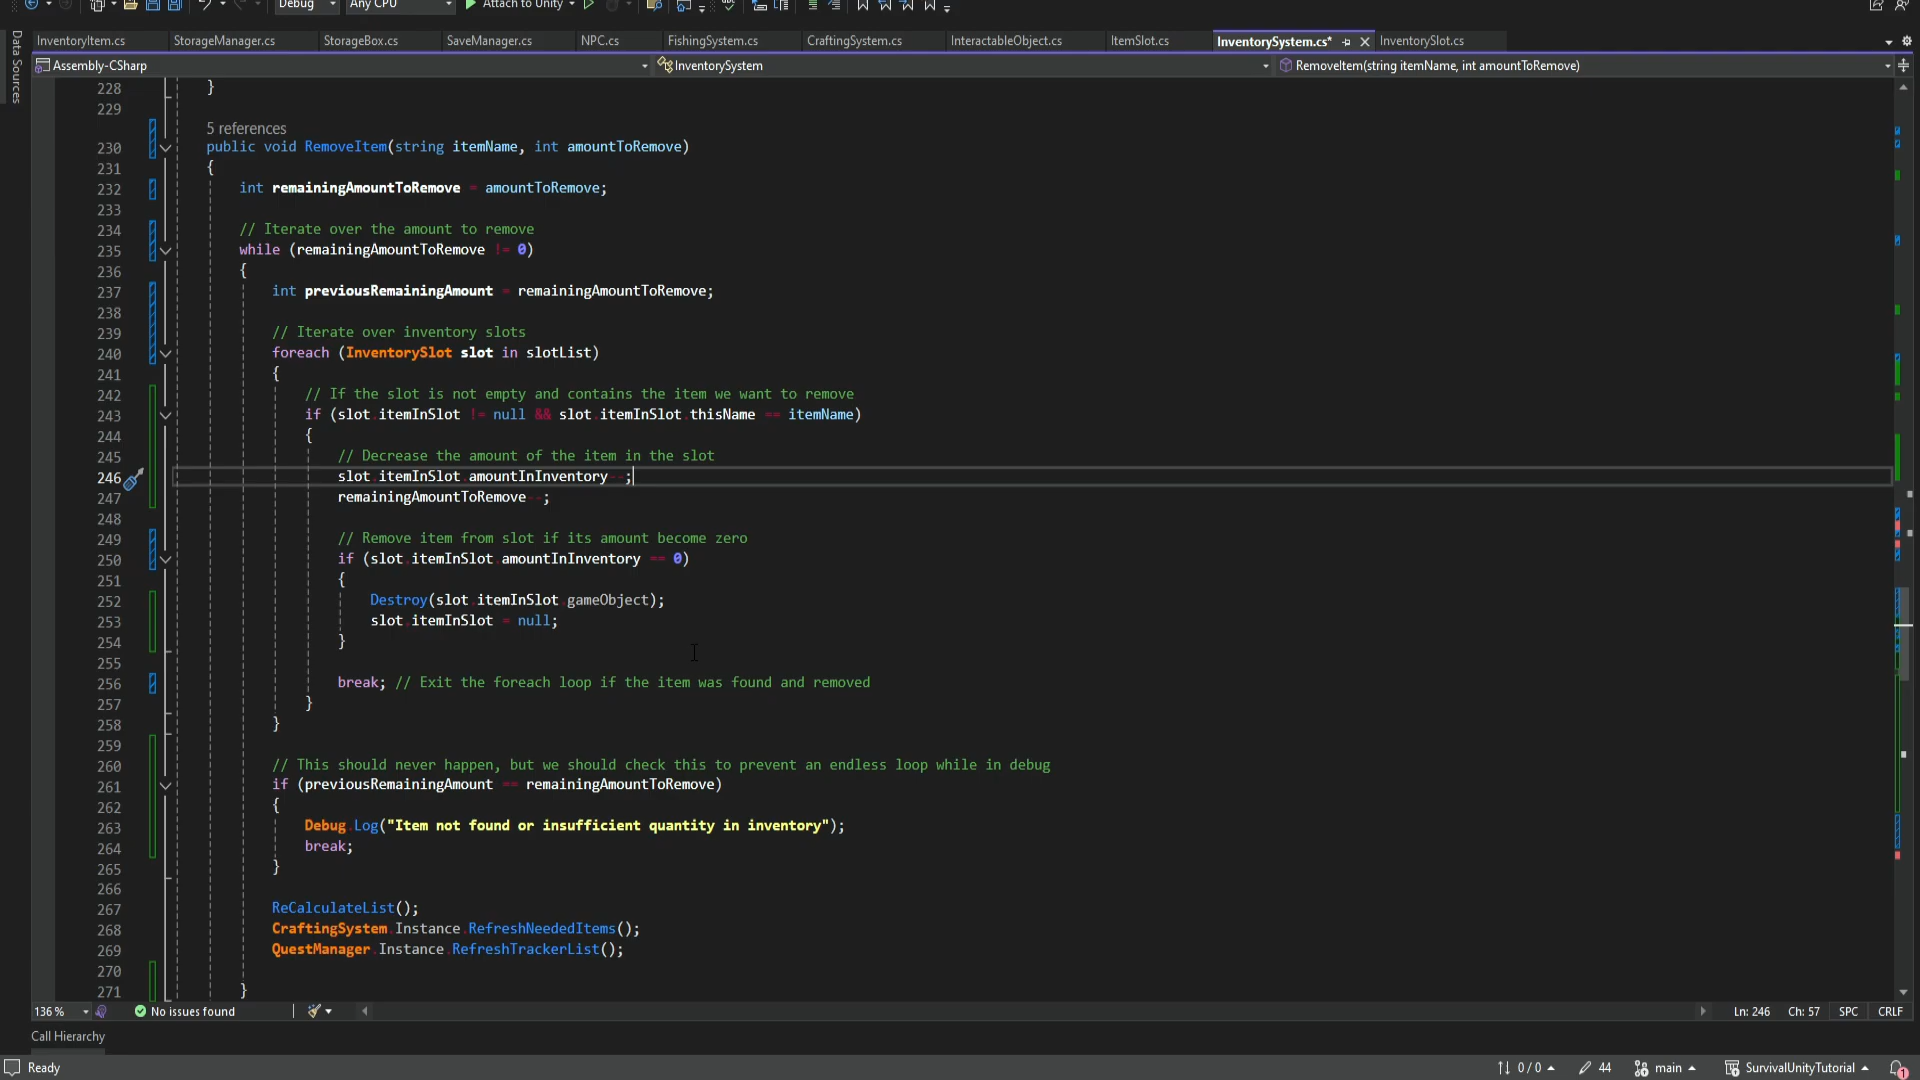 Debug Any CPU Attach to Unity
InventoryItem.cs StorageManager.cs StorageBox.cs SaveManager.cs NPC.cs FishingSystem.cs CraftingSystem.cs InteractableObject.cs ItemSlot.cs InventorySystem.cs* InventorySlot.cs
Data Sources
Assembly-CSharp InventorySystem RemoveItem(string itemName, int amountToRemove)
228 }
229
5 references
230 public void RemoveItem(string itemName, int amountToRemove)
231 {
232 int remainingAmountToRemove = amountToRemove;
233
234 // Iterate over the amount to remove
235 while (remainingAmountToRemove != 0)
236 {
237 int previousRemainingAmount = remainingAmountToRemove;
238
239 // Iterate over inventory slots
240 foreach (InventorySlot slot in slotList)
241 {
242 // If the slot is not empty and contains the item we want to remove
243 if (slot.itemInSlot != null && slot.itemInSlot.thisName == itemName)
244 {
245 // Decrease the amount of the item in the slot
246 slot.itemInSlot.amountInInventory--;
247 remainingAmountToRemove--;
248
249 // Remove item from slot if its amount become zero
250 if (slot.itemInSlot.amountInInventory == 0)
251 {
252 Destroy(slot.itemInSlot.gameObject);
253 slot.itemInSlot = null;
254 }
255
256 break; // Exit the foreach loop if the item was found and removed
257 }
258 }
259
260 // This should never happen, but we should check this to prevent an endless loop while in debug
261 if (previousRemainingAmount == remainingAmountToRemove)
262 {
263 Debug.Log("Item not found or insufficient quantity in inventory");
264 break;
265 }
266
267 ReCalculateList();
268 CraftingSystem.Instance.RefreshNeededItems();
269 QuestManager.Instance.RefreshTrackerList();
270
271 }
136 % No issues found Ln: 246 Ch: 57 SPC CRLF
Call Hierarchy
Ready 0 / 0 44 main SurvivalUnityTutorial 1